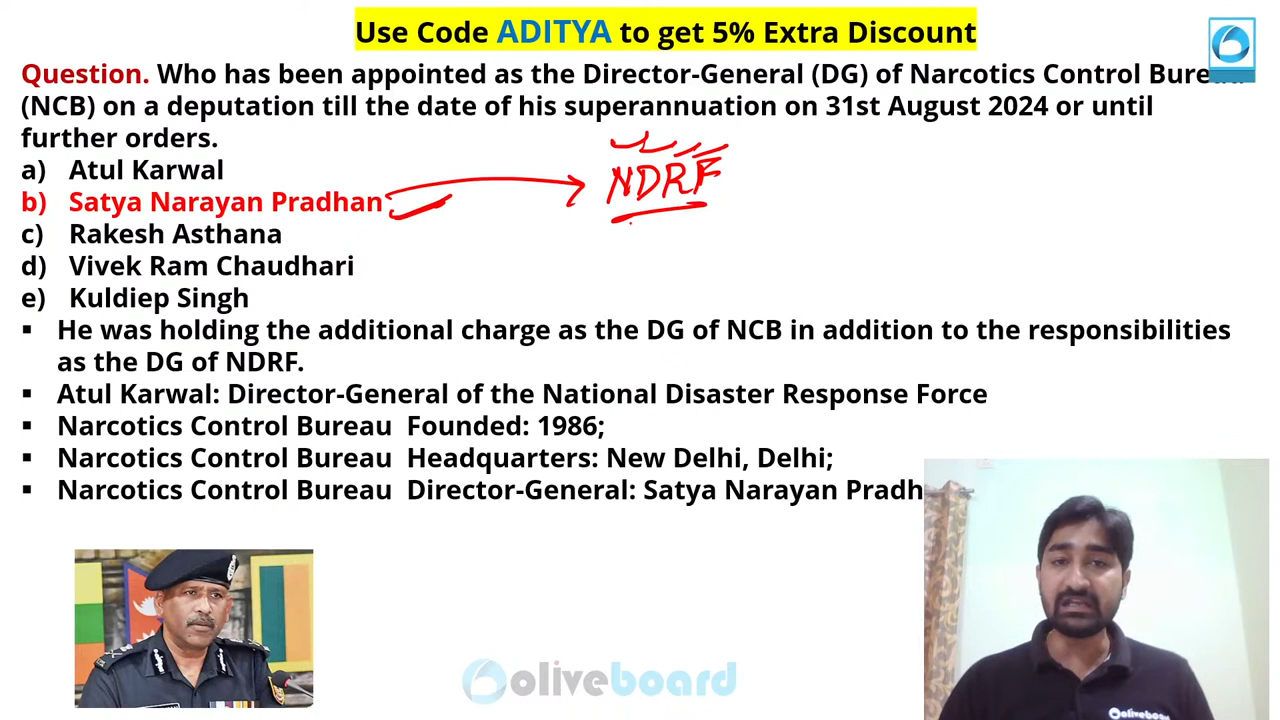 Use Code ADITYA to get 5% Extra Discount
Question. Who has been appointed as the Director-General (DG) of Narcotics Control Bureau
(NCB) on a deputation till the date of his superannuation on 31st August 2024 or until
further orders.
a) Atul Karwal
b) Satya Narayan Pradhan
NDRF
c) Rakesh Asthana
d) Vivek Ram Chaudhari
e) Kuldiep Singh
▪ He was holding the additional charge as the DG of NCB in addition to the responsibilities
as the DG of NDRF.
▪ Atul Karwal: Director-General of the National Disaster Response Force
▪ Narcotics Control Bureau Founded: 1986;
▪ Narcotics Control Bureau Headquarters: New Delhi, Delhi;
▪ Narcotics Control Bureau Director-General: Satya Narayan Pradh
oliveboard
oliveboard